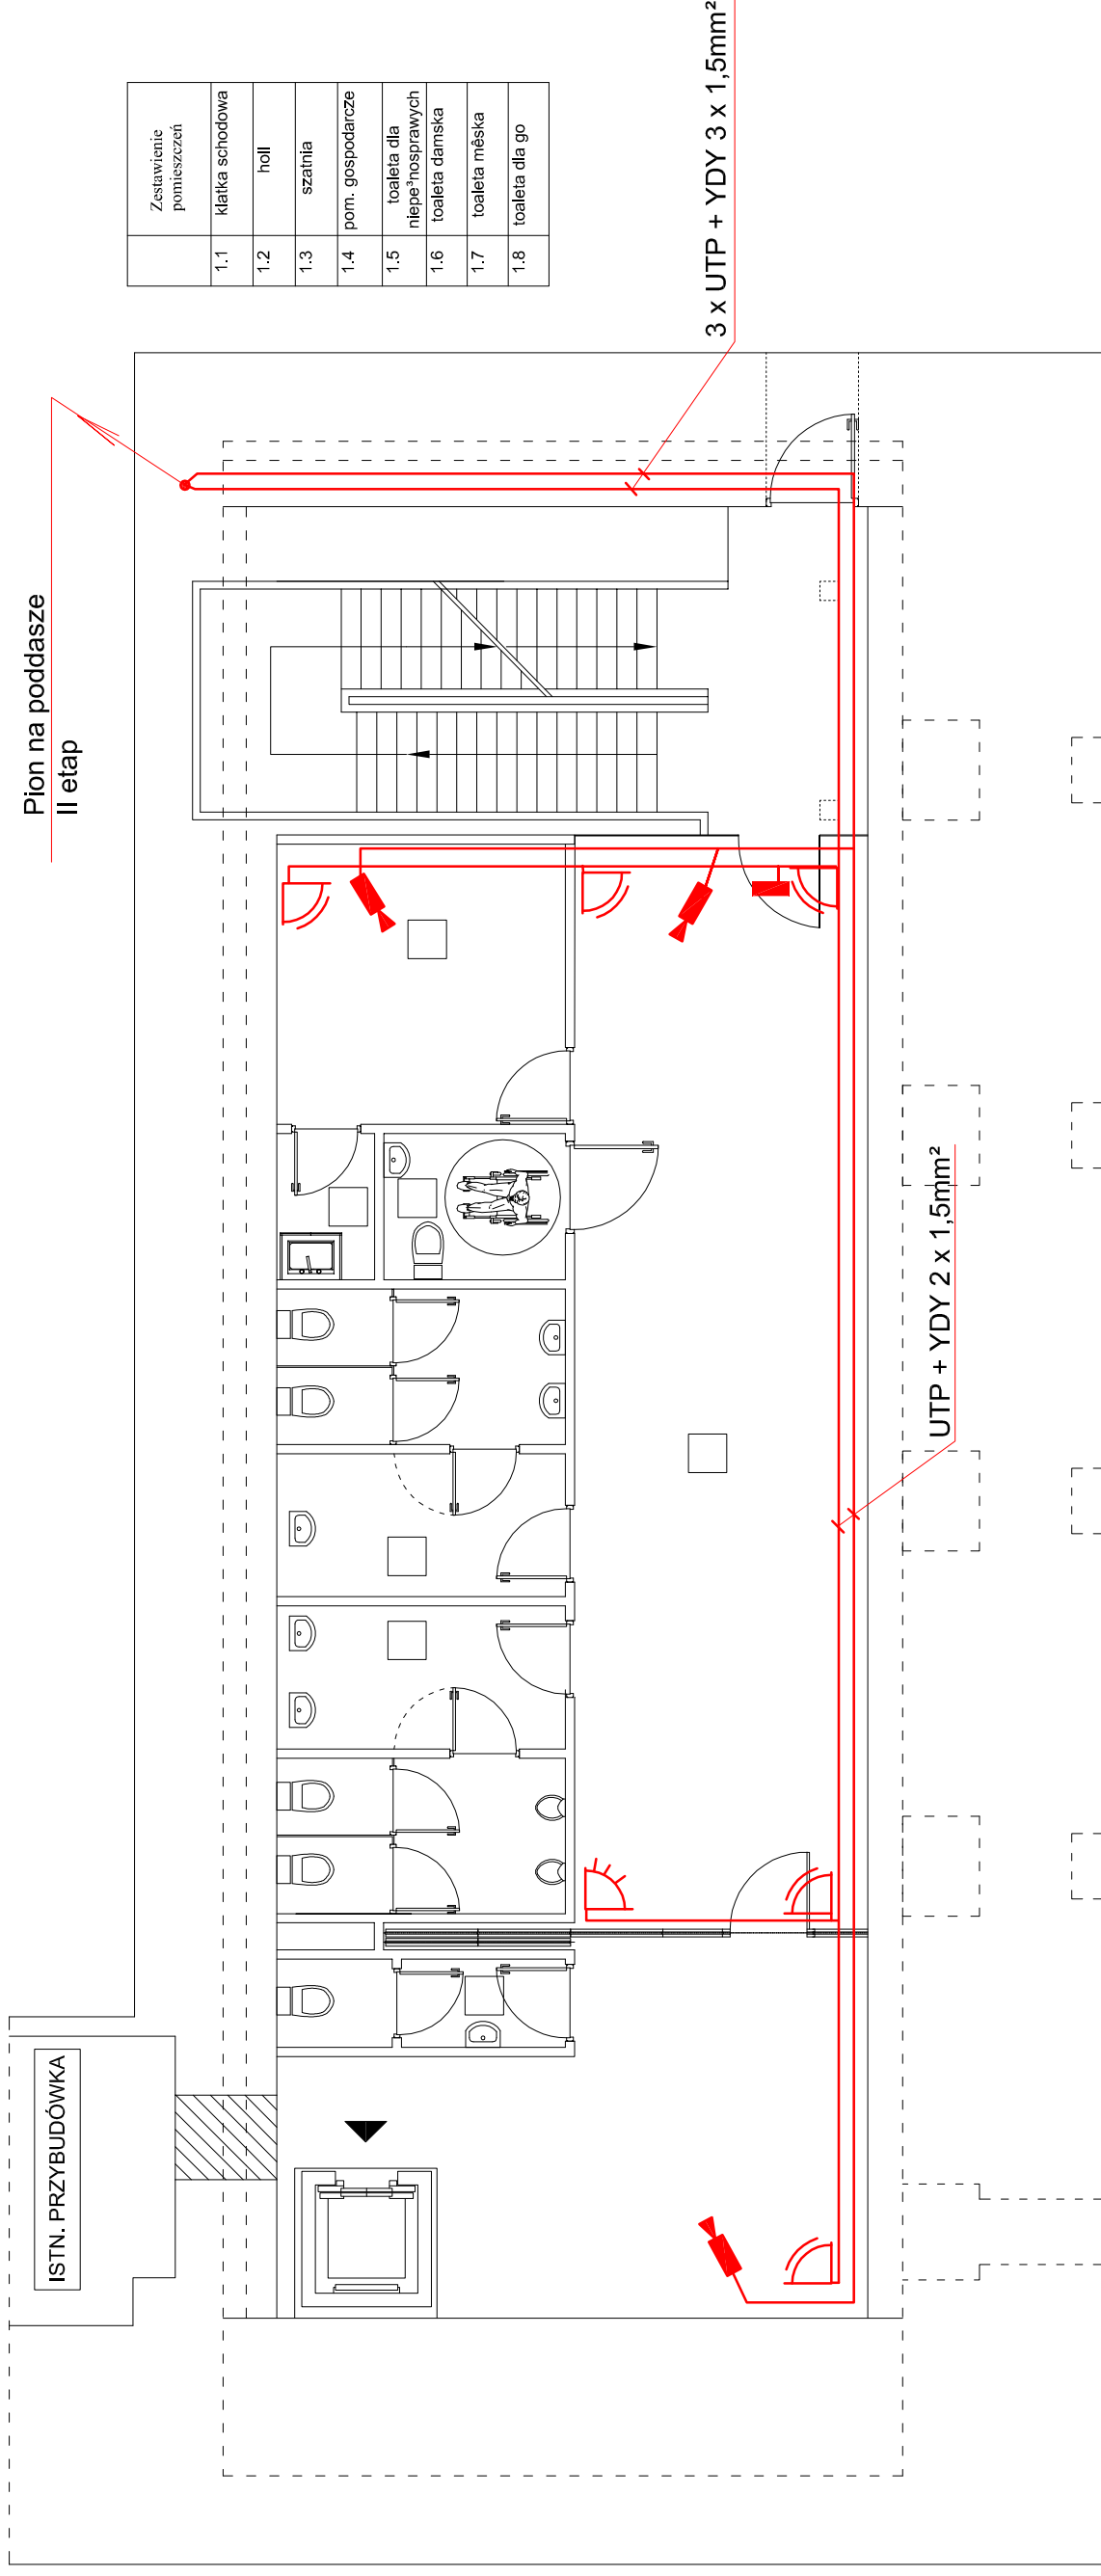 Pion na poddasze
II etap
Zestawienie
pomieszczeń
1.1 klatka schodowa
1.2 holl
1.3 szatnia
1.4 pom. gospodarcze
1.5 toaleta dla
niepe³nosprawych
1.6 toaleta damska
1.7 toaleta mêska
1.8 toaleta dla go
3 x UTP + YDY 3 x 1,5mm²
UTP + YDY 2 x 1,5mm²
ISTN. PRZYBUDÓWKA